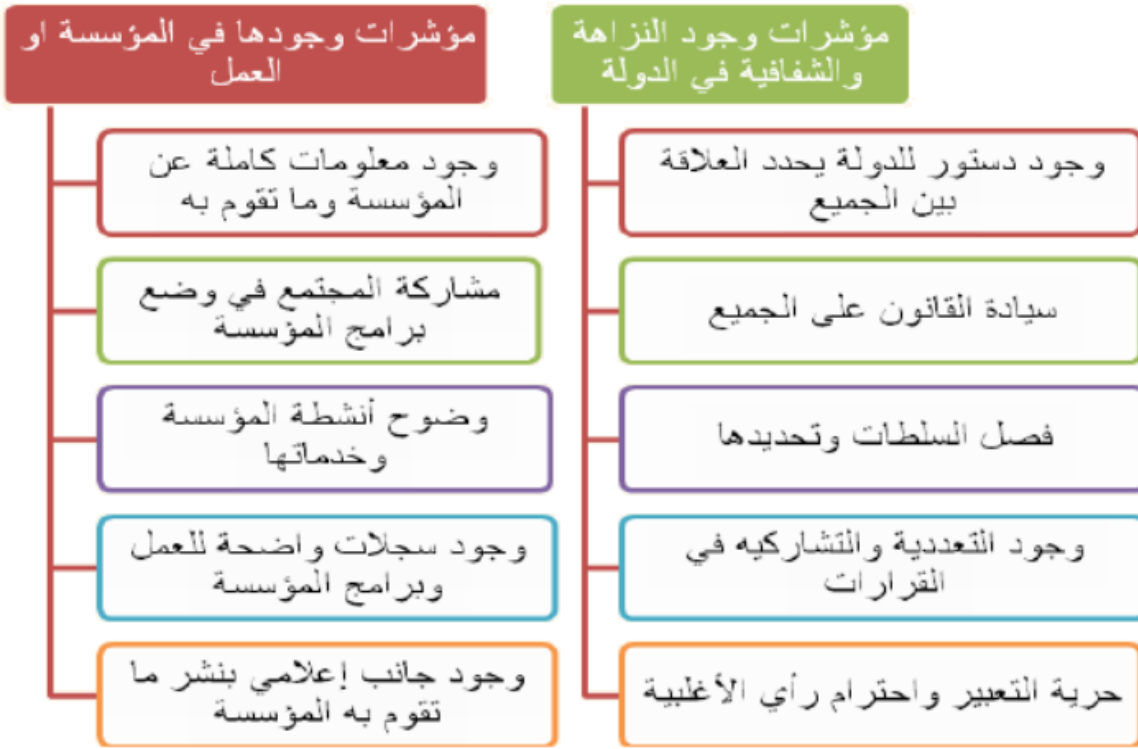 مؤشرات وجود النزاهة
والشفافية في الدولة
وجود دستور للدولة يحدد العلاقة
بين الجميع
سيادة القانون على الجميع
فصل السلطات وتحديدها
وجود التعددية والتشاركيه في
القرارات
حرية التعبير واحترام رأي الأغلبية
مؤشرات وجودها في المؤسسة او
العمل
وجود معلومات كاملة عن
المؤسسة وما تقوم به
مشاركة المجتمع في وضع
برامج المؤسسة
وضوح أنشطة المؤسسة
وخدماتها
وجود سجلات واضحة للعمل
وبرامج المؤسسة
وجود جانب إعلامي بنشر ما
تقوم به المؤسسة